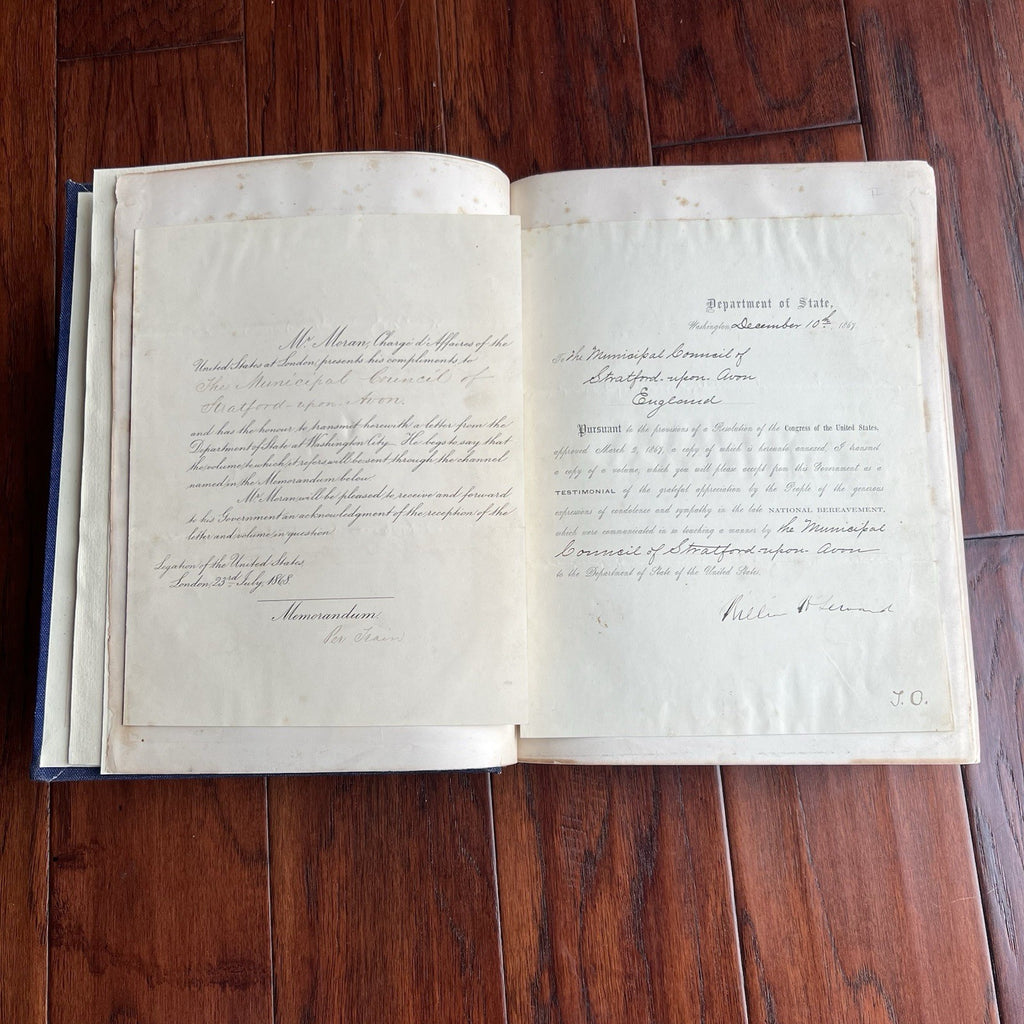 Mr Moran, Chargé d'Affaires of the
United States at London, presents his compliments to
The Municipal Council of
Stratford-upon-Avon.
and has the honour to transmit herewith a letter from the
Department of State at Washington City. He begs to say that
the volume to which it refers will be sent through the channel
named in the Memorandum below.
Mr Moran will be pleased to receive and forward
to his Government an acknowledgment of the reception of the
letter and volume in question.
Legation of the United States,
London, 23rd July, 1868.
Memorandum.
Per Train
Department of State,
Washington, December 10th, 1867.
To The Municipal Council of
Stratford-upon-Avon
England
Pursuant to the provisions of a Resolution of the Congress of the United States,
approved March 2, 1867, a copy of which is hereunto annexed, I transmit
a copy of a volume, which you will please accept from this Government as a
TESTIMONIAL of the grateful appreciation by the People of the generous
expressions of condolence and sympathy in the late NATIONAL BEREAVEMENT,
which were communicated in so touching a manner by the Municipal
Council of Stratford-upon-Avon
to the Department of State of the United States.
William H Seward
J. O.